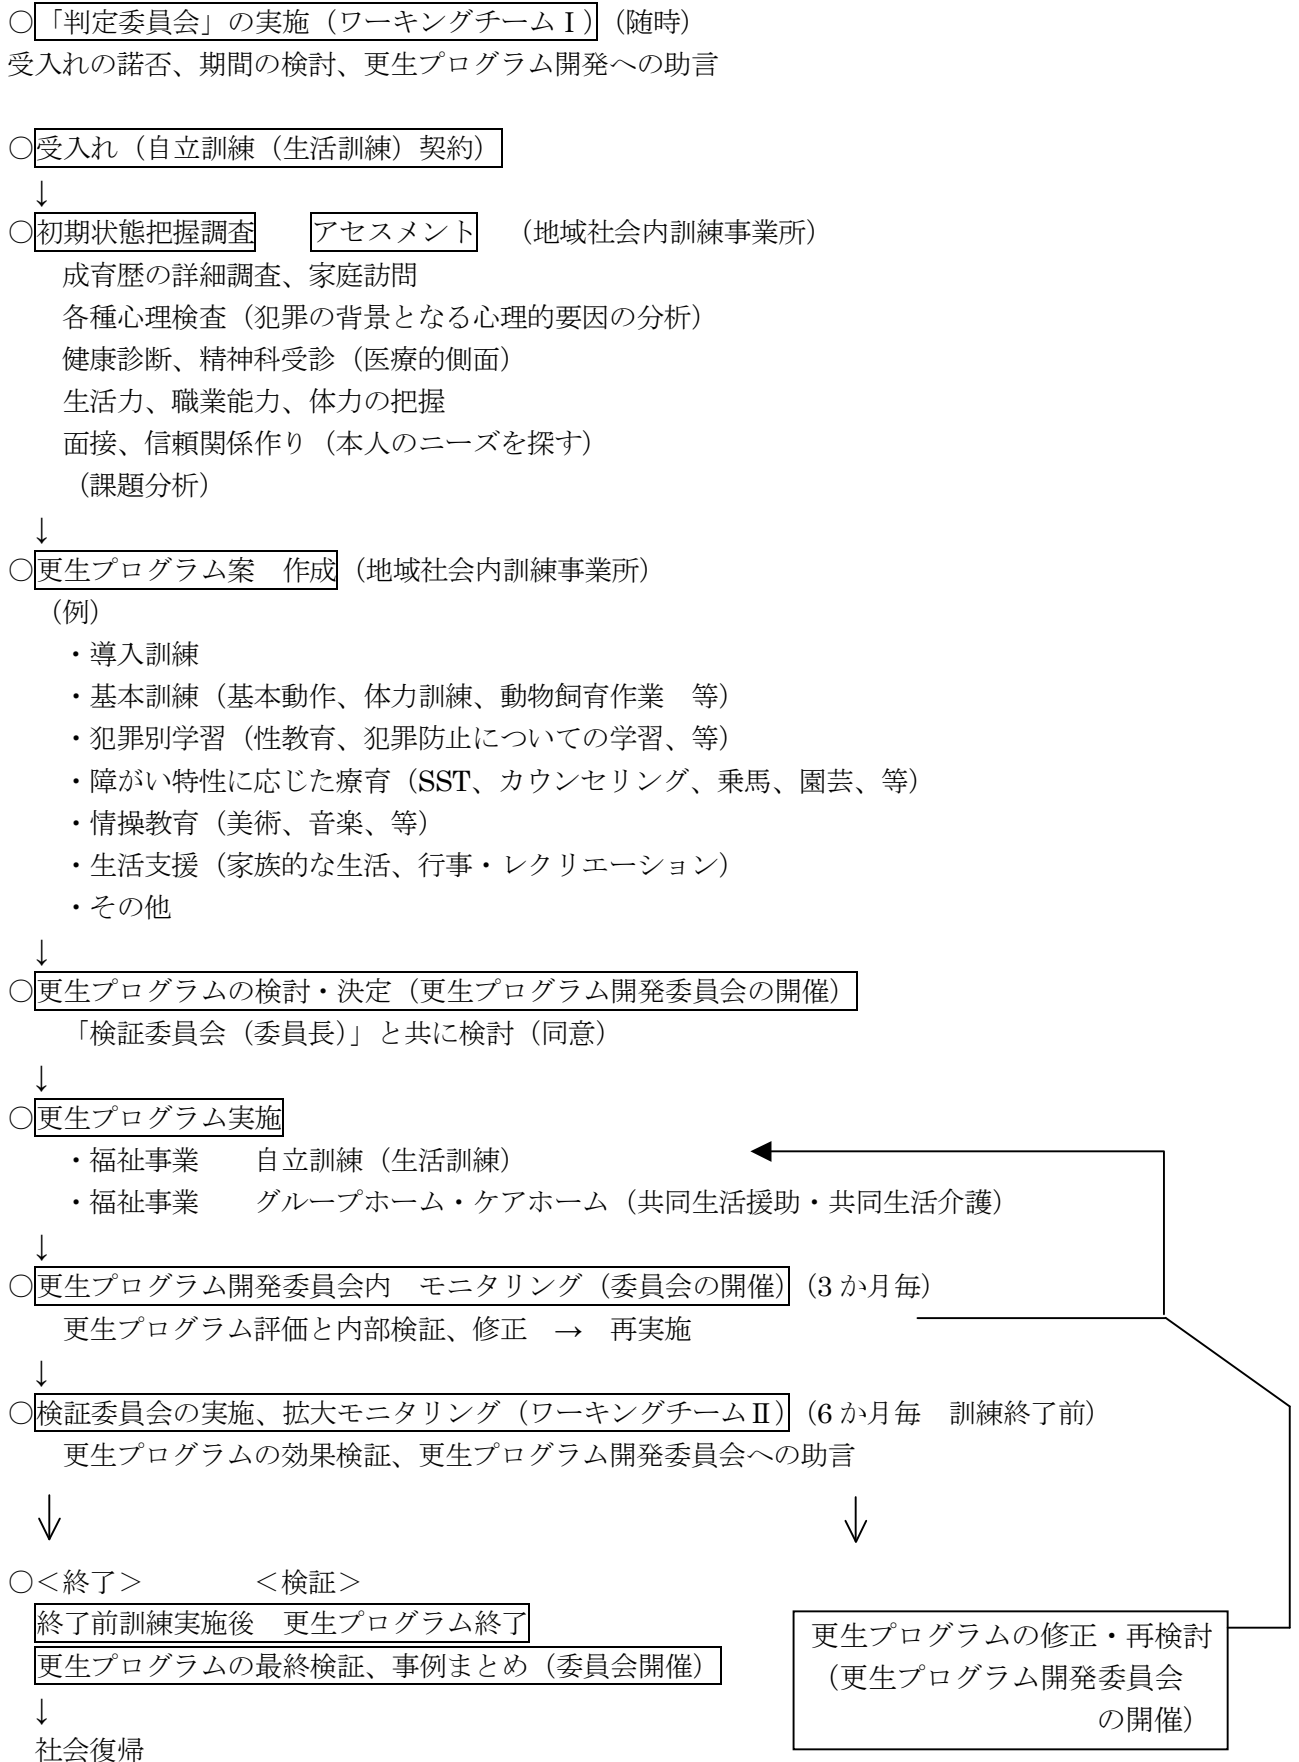 ○「判定委員会」の実施（ワーキングチームⅠ）（随時）
受入れの諾否、期間の検討、更生プログラム開発への助言
○受入れ（自立訓練（生活訓練）契約）
↓
○初期状態把握調査　　アセスメント　（地域社会内訓練事業所）
成育歴の詳細調査、家庭訪問
各種心理検査（犯罪の背景となる心理的要因の分析）
健康診断、精神科受診（医療的側面）
生活力、職業能力、体力の把握
面接、信頼関係作り（本人のニーズを探す）
（課題分析）
↓
○更生プログラム案　作成（地域社会内訓練事業所）
（例）
・導入訓練
・基本訓練（基本動作、体力訓練、動物飼育作業　等）
・犯罪別学習（性教育、犯罪防止についての学習、等）
・障がい特性に応じた療育（SST、カウンセリング、乗馬、園芸、等）
・情操教育（美術、音楽、等）
・生活支援（家族的な生活、行事・レクリエーション）
・その他
↓
○更生プログラムの検討・決定（更生プログラム開発委員会の開催）
「検証委員会（委員長）」と共に検討（同意）
↓
○更生プログラム実施
・福祉事業　　自立訓練（生活訓練）
・福祉事業　　グループホーム・ケアホーム（共同生活援助・共同生活介護）
↓
○更生プログラム開発委員会内　モニタリング（委員会の開催）（3 か月毎）
更生プログラム評価と内部検証、修正　→　再実施
↓
○検証委員会の実施、拡大モニタリング（ワーキングチームⅡ）（6 か月毎　訓練終了前）
更生プログラムの効果検証、更生プログラム開発委員会への助言
↓　↓
○＜終了＞　　　　＜検証＞
終了前訓練実施後　更生プログラム終了
更生プログラムの最終検証、事例まとめ（委員会開催）
↓
社会復帰
更生プログラムの修正・再検討
（更生プログラム開発委員会
の開催）